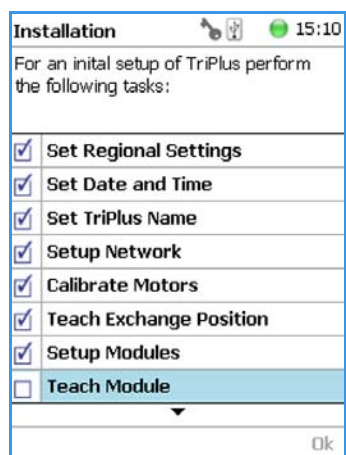 Installation 15:10
For an inital setup of TriPlus perform
the following tasks:
Set Regional Settings
Set Date and Time
Set TriPlus Name
Setup Network
Calibrate Motors
Teach Exchange Position
Setup Modules
Teach Module
Ok